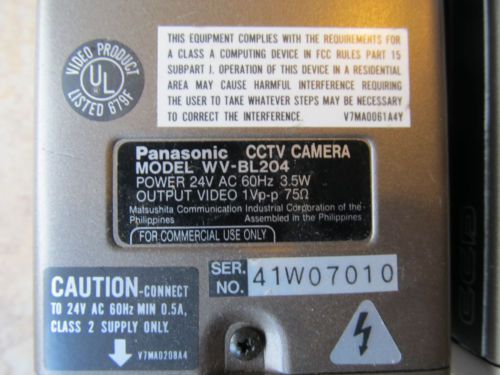 THIS EQUIPMENT COMPLIES WITH THE REQUIREMENTS FOR
A CLASS A COMPUTING DEVICE IN FCC RULES PART 15
SUBPART J. OPERATION OF THIS DEVICE IN A RESIDENTIAL
AREA MAY CAUSE HARMFUL INTERFERENCE REQUIRING
THE USER TO TAKE WHATEVER STEPS MAY BE NECESSARY
TO CORRECT THE INTERFERENCE.
V7MA0061A4Y
VIDEO PRODUCT
UL
LISTED 679F
Panasonic CCTV CAMERA
MODEL WV-BL204
POWER 24V AC 60Hz 3.5W
OUTPUT VIDEO 1Vp-p 75Ω
Matsushita Communication Industrial Corporation of the
Philippines Assembled in the Philippines
FOR COMMERCIAL USE ONLY
SER.
NO. 41W07010
CAUTION-CONNECT
TO 24V AC 60Hz MIN 0.5A,
CLASS 2 SUPPLY ONLY.
V7MA0208A4